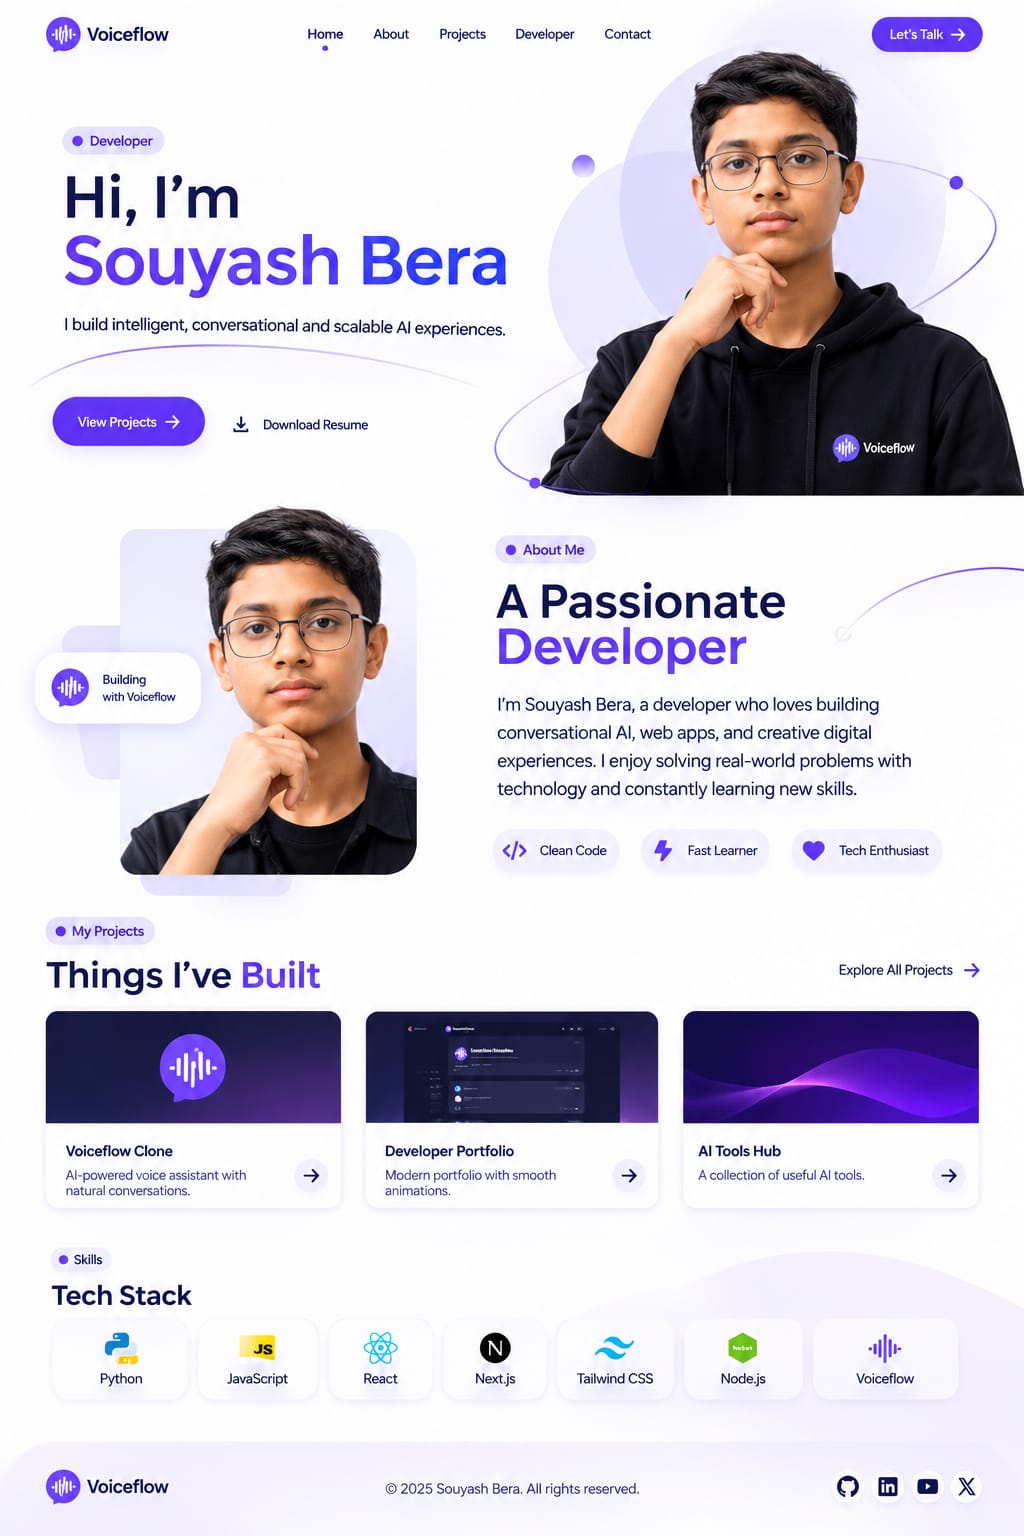 Voiceflow
Home
About
Projects
Developer
Contact
Let's Talk
Developer
Hi, I'm
Souyash Bera
I build intelligent, conversational and scalable AI experiences.
View Projects
Download Resume
Voiceflow
Building
with Voiceflow
About Me
A Passionate
Developer
I'm Souyash Bera, a developer who loves building
conversational AI, web apps, and creative digital
experiences. I enjoy solving real-world problems with
technology and constantly learning new skills.
Clean Code
Fast Learner
Tech Enthusiast
My Projects
Things I've Built
Explore All Projects
Voiceflow Clone
AI-powered voice assistant with
natural conversations.
Developer Portfolio
Modern portfolio with smooth
animations.
AI Tools Hub
A collection of useful AI tools.
Skills
Tech Stack
Python
JS
JavaScript
React
N
Next.js
Tailwind CSS
Node.js
Voiceflow
Voiceflow
© 2025 Souyash Bera. All rights reserved.